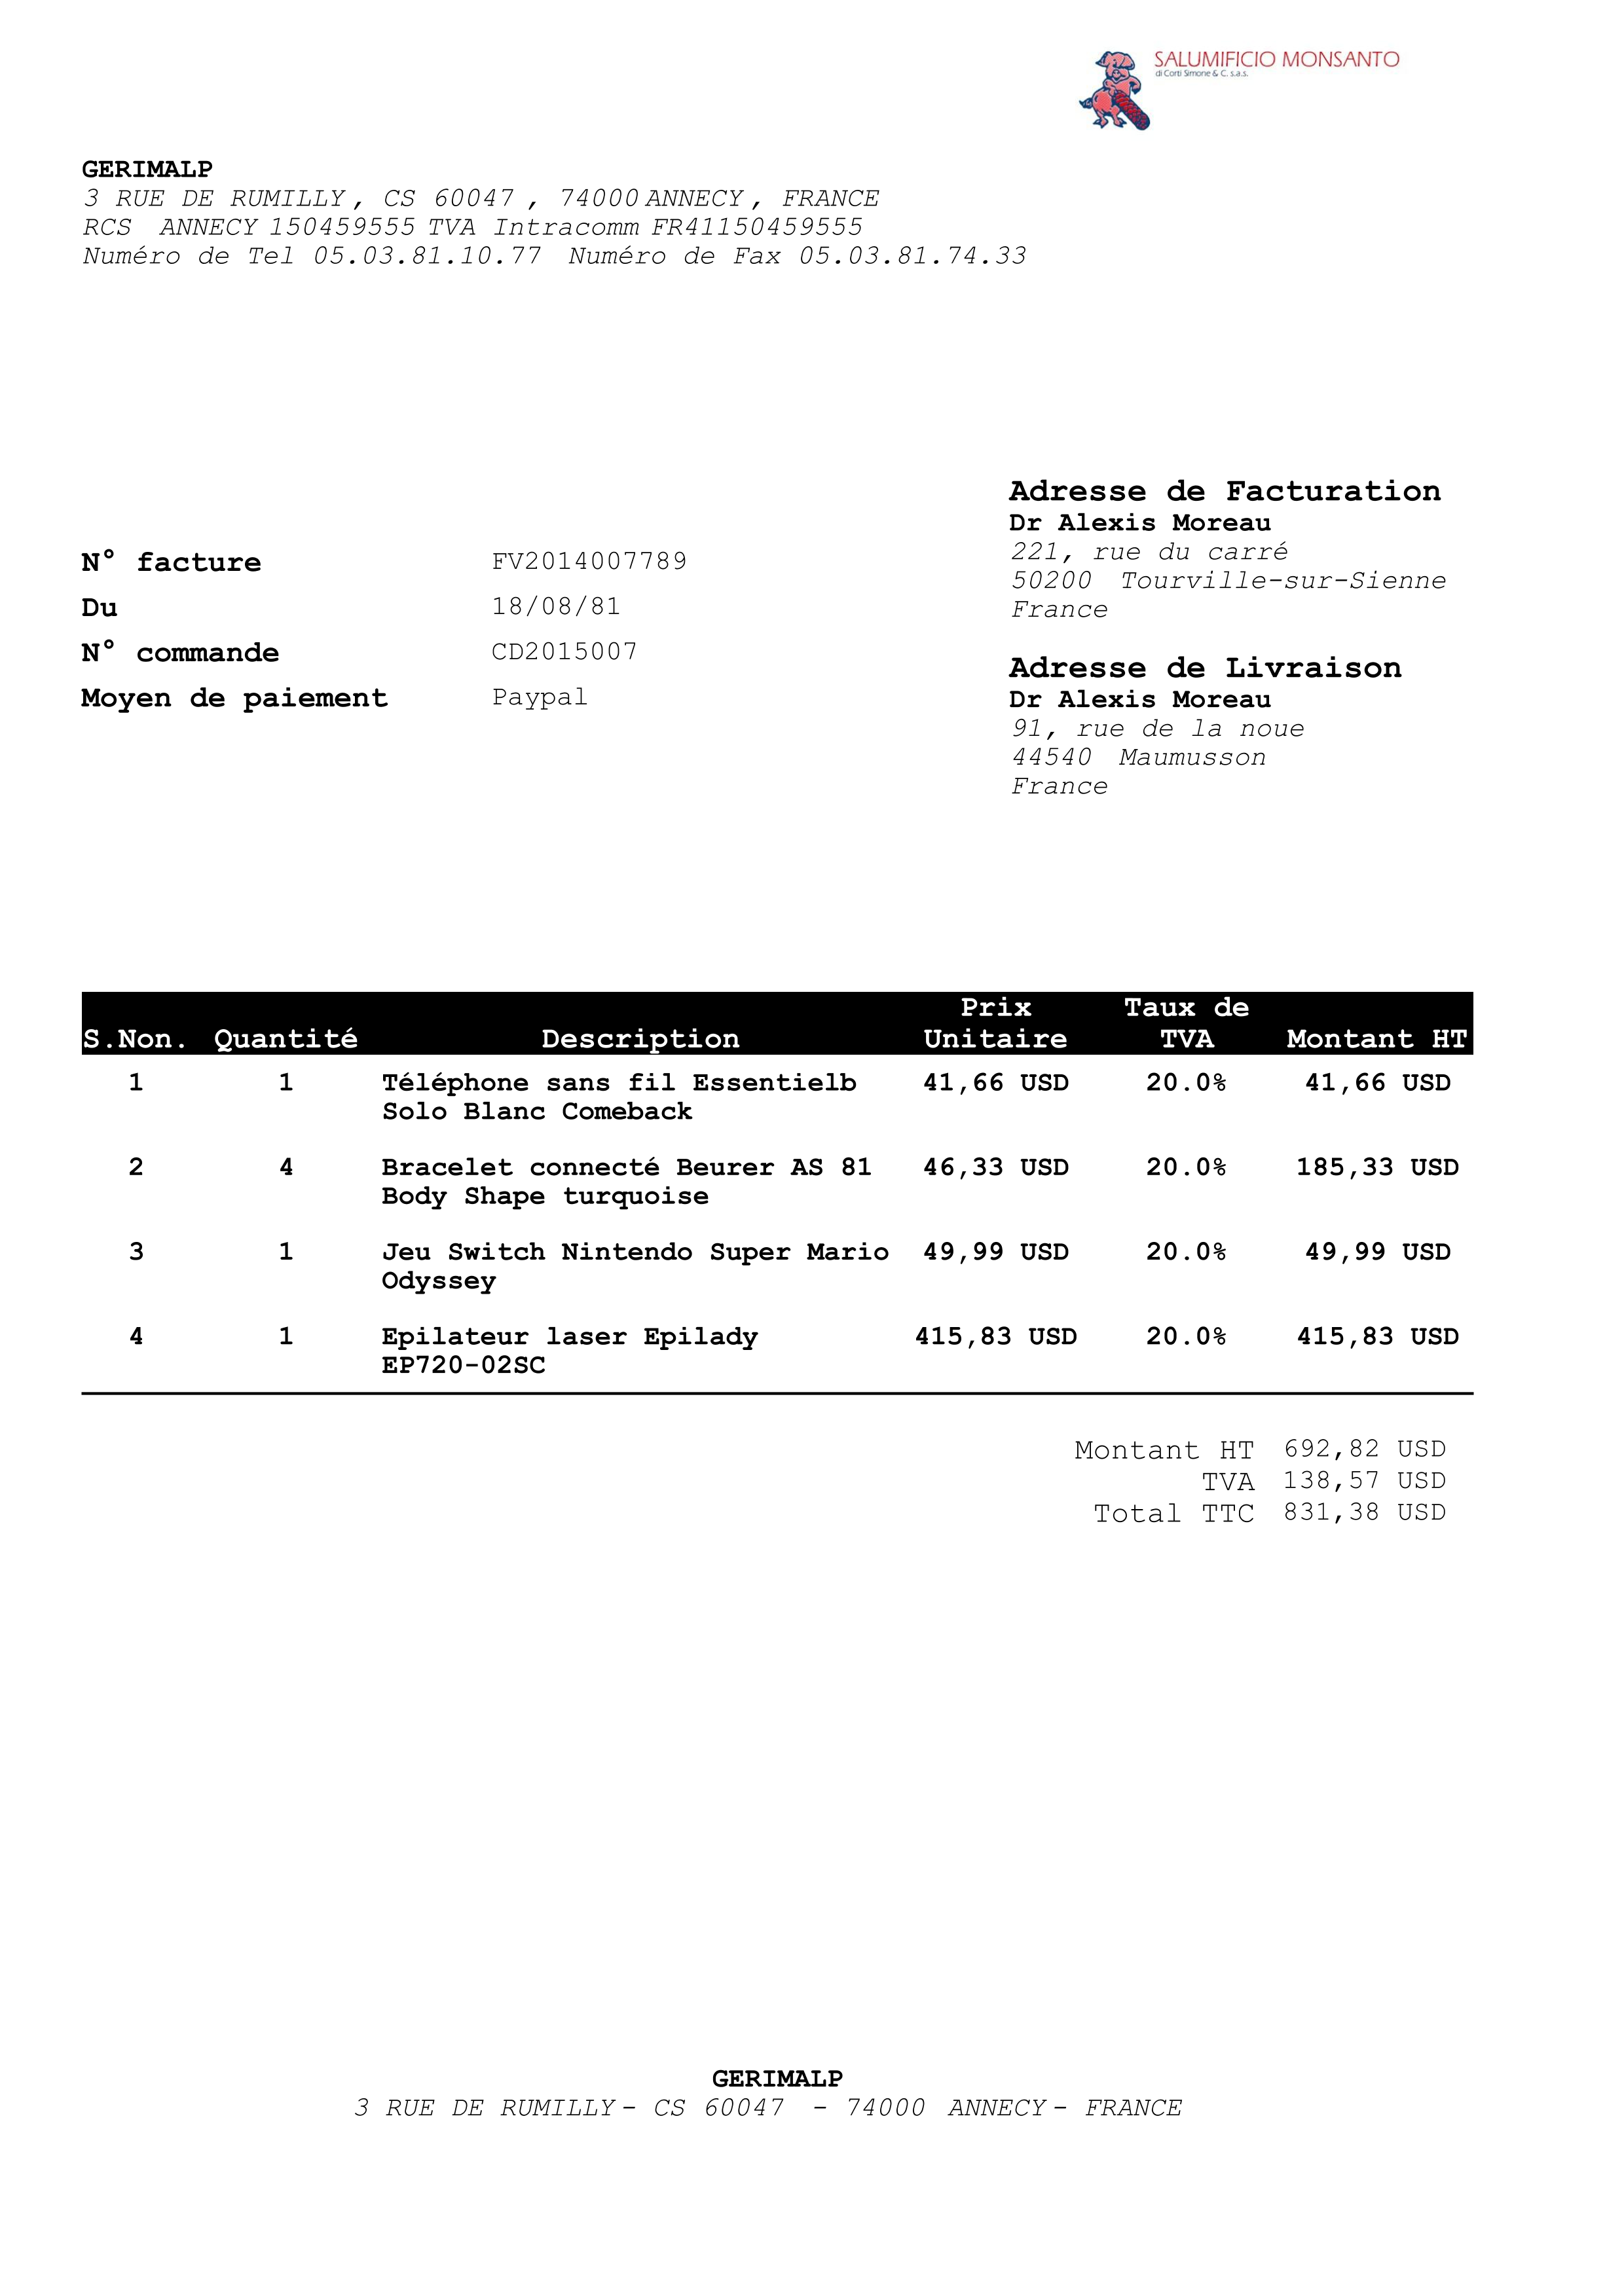 SALUMIFICIO MONSANTO
di Corti Simone & C. s.a.s.
GERIMALP
3 RUE DE RUMILLY, CS 60047 , 74000 ANNECY, FRANCE
RCS ANNECY 150459555 TVA Intracomm FR41150459555
Numéro de Tel 05.03.81.10.77 Numéro de Fax 05.03.81.74.33
N° facture FV2014007789
Du 18/08/81
N° commande CD2015007
Moyen de paiement Paypal
Adresse de Facturation
Dr Alexis Moreau
221, rue du carré
50200 Tourville-sur-Sienne
France
Adresse de Livraison
Dr Alexis Moreau
91, rue de la noue
44540 Maumusson
France
Prix Taux de
S.Non. Quantité Description Unitaire TVA Montant HT
1 1 Téléphone sans fil Essentielb 41,66 USD 20.0% 41,66 USD
Solo Blanc Comeback
2 4 Bracelet connecté Beurer AS 81 46,33 USD 20.0% 185,33 USD
Body Shape turquoise
3 1 Jeu Switch Nintendo Super Mario 49,99 USD 20.0% 49,99 USD
Odyssey
4 1 Epilateur laser Epilady 415,83 USD 20.0% 415,83 USD
EP720-02SC
Montant HT 692,82 USD
TVA 138,57 USD
Total TTC 831,38 USD
GERIMALP
3 RUE DE RUMILLY - CS 60047 - 74000 ANNECY - FRANCE